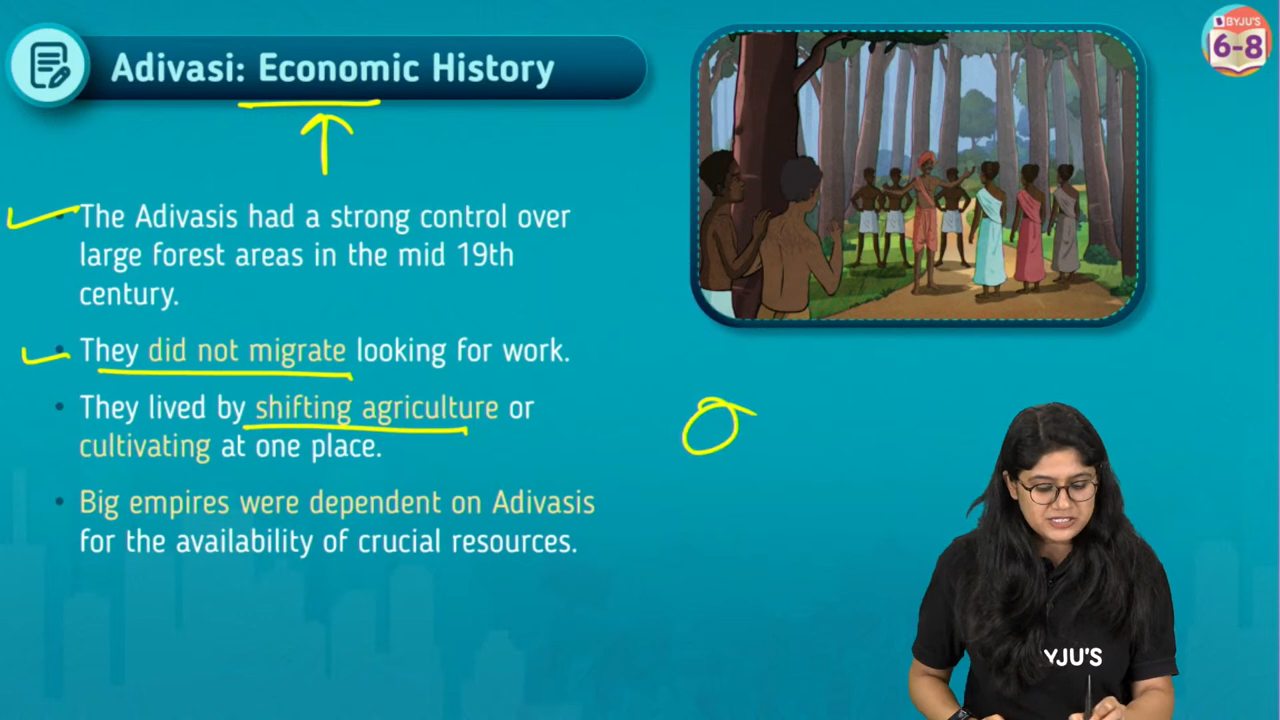 Adivasi: Economic History
BYJU'S
6-8
• The Adivasis had a strong control over
large forest areas in the mid 19th
century.
• They did not migrate looking for work.
• They lived by shifting agriculture or
cultivating at one place.
• Big empires were dependent on Adivasis
for the availability of crucial resources.
BYJU'S